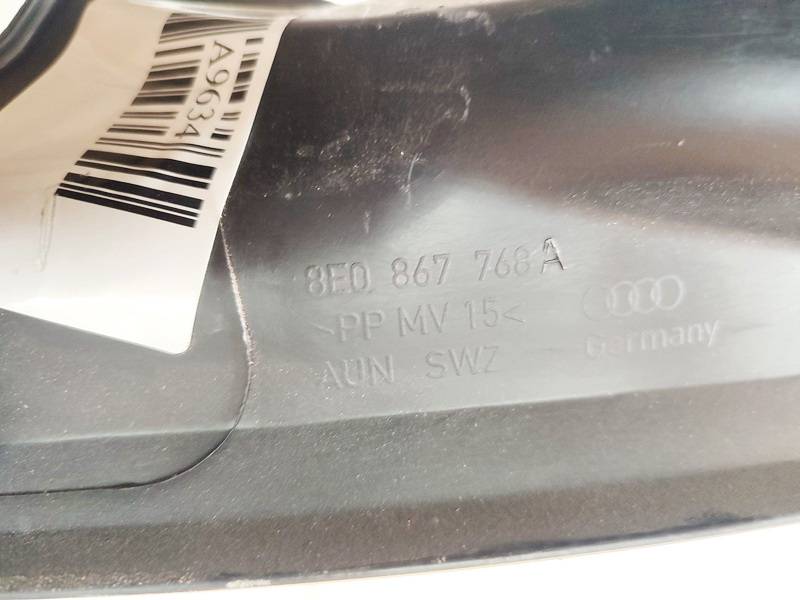 A9634
8E0 867 768 A
>PP MV 15<
AUN SWZ
Germany